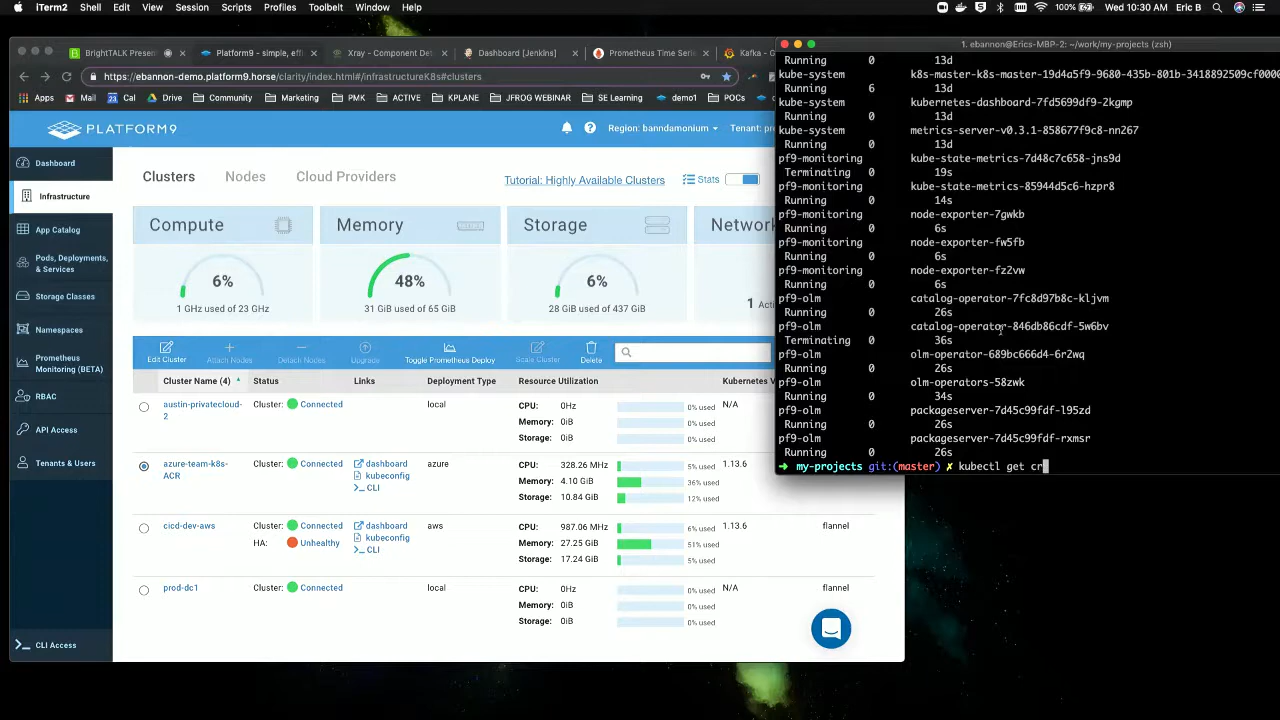 iTerm2 Shell Edit View Session Scripts Profiles Toolbelt Window Help 100% Wed 10:30 AM Eric B
BrightTALK Presen
Platform9 - simple, effi
Xray - Component Det
Dashboard [Jenkins]
Prometheus Time Serie
Kafka - G
https://ebannon-demo.platform9.horse/clarity/index.html#/infrastructureK8s#clusters
Apps Mail Cal Drive Community Marketing PMK ACTIVE KPLANE JFROG WEBINAR SE Learning demo1 POCs
PLATFORM9
Region: banndamonium
Tenant: pr
Dashboard
Infrastructure
App Catalog
Pods, Deployments,
& Services
Storage Classes
Namespaces
Prometheus
Monitoring (BETA)
RBAC
API Access
Tenants & Users
CLI Access
Clusters Nodes Cloud Providers
Tutorial: Highly Available Clusters
Stats
Compute
6%
1 GHz used of 23 GHz
Memory
48%
31 GiB used of 65 GiB
Storage
6%
28 GiB used of 437 GiB
Network
1 Acti
Edit Cluster Attach Nodes Detach Nodes Upgrade Toggle Prometheus Deploy Scale Cluster Delete
Cluster Name (4) Status Links Deployment Type Resource Utilization Kubernetes V
austin-privatecloud-
2
Cluster: Connected
local
CPU: 0Hz 0% used
Memory: 0iB 0% used
Storage: 0iB 0% used
N/A
azure-team-k8s-
ACR
Cluster: Connected
dashboard
kubeconfig
CLI
azure
CPU: 328.26 MHz 5% used
Memory: 4.10 GiB 36% used
Storage: 10.84 GiB 12% used
1.13.6
cicd-dev-aws
Cluster: Connected
HA: Unhealthy
dashboard
kubeconfig
CLI
aws
CPU: 987.06 MHz 6% used
Memory: 27.25 GiB 51% used
Storage: 17.24 GiB 5% used
1.13.6
flannel
prod-dc1
Cluster: Connected
local
CPU: 0Hz 0% used
Memory: 0iB 0% used
Storage: 0iB 0% used
N/A
flannel
1. ebannon@Erics-MBP-2: ~/work/my-projects (zsh)
Running 0 13d
kube-system k8s-master-k8s-master-19d4a5f9-9680-435b-801b-3418892509cf0000
Running 6 13d
kube-system kubernetes-dashboard-7fd5699df9-2kgmp
Running 0 13d
kube-system metrics-server-v0.3.1-858677f9c8-nn267
Running 0 13d
pf9-monitoring kube-state-metrics-7d48c7c658-jns9d
Terminating 0 19s
pf9-monitoring kube-state-metrics-85944d5c6-hzpr8
Running 0 14s
pf9-monitoring node-exporter-7gwkb
Running 0 6s
pf9-monitoring node-exporter-fw5fb
Running 0 6s
pf9-monitoring node-exporter-fz2vw
Running 0 6s
pf9-olm catalog-operator-7fc8d97b8c-kljvm
Running 0 26s
pf9-olm catalog-operator-846db86cdf-5w6bv
Terminating 0 36s
pf9-olm olm-operator-689bc666d4-6r2wq
Running 0 26s
pf9-olm olm-operators-58zwk
Running 0 34s
pf9-olm packageserver-7d45c99fdf-l95zd
Running 0 26s
pf9-olm packageserver-7d45c99fdf-rxmsr
Running 0 26s
➜ my-projects git:(master) ✗ kubectl get cr